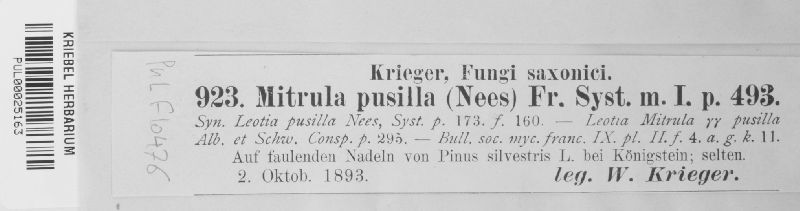 KRIEBEL HERBARIUM
PUL00025163
PUL F10476
Krieger, Fungi saxonici.
923. Mitrula pusilla (Nees) Fr. Syst. m. I. p. 493.
Syn. Leotia pusilla Nees, Syst. p. 173. f. 160. — Leotia Mitrula γγ pusilla
Alb. et Schw. Consp. p. 295. — Bull. soc. myc. franc. IX. pl. II. f. 4. a. g. k. 11.
Auf faulenden Nadeln von Pinus silvestris L. bei Königstein; selten.
2. Oktob. 1893. leg. W. Krieger.